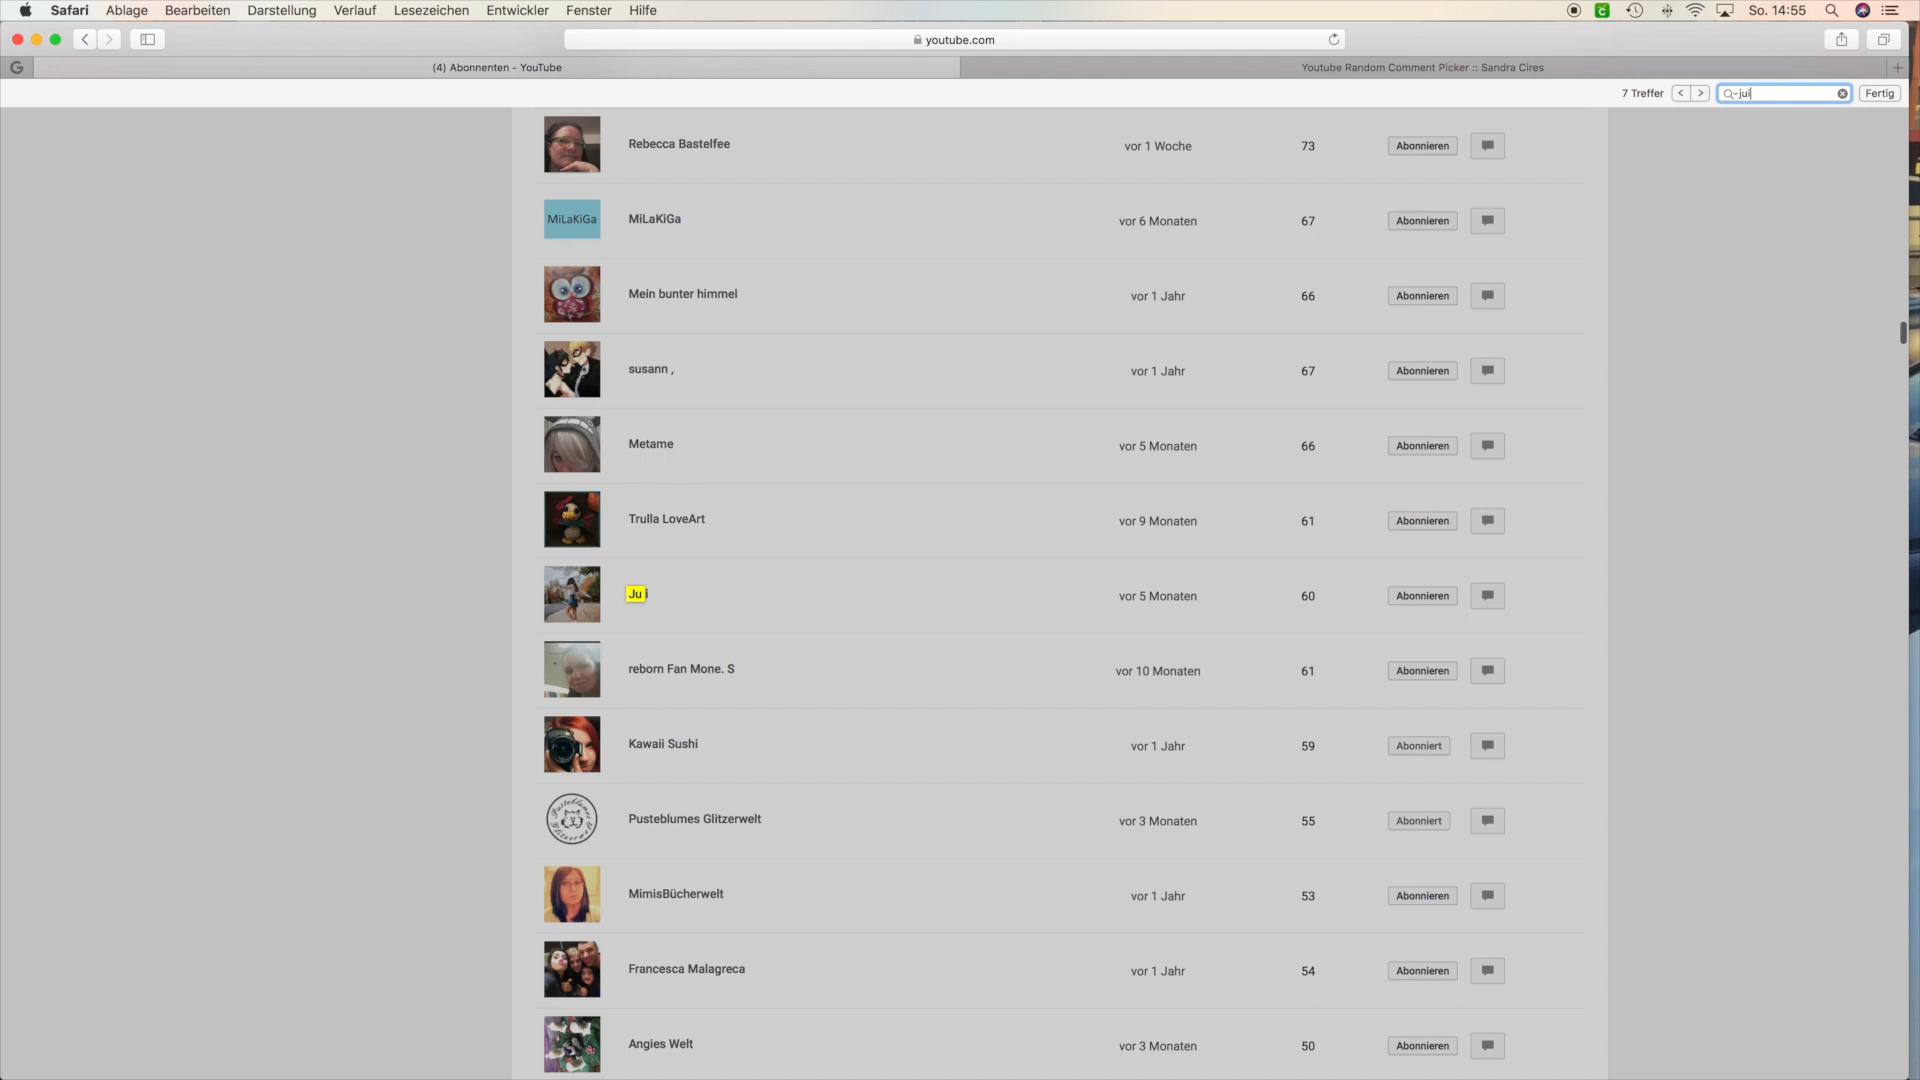 Safari Ablage Bearbeiten Darstellung Verlauf Lesezeichen Entwickler Fenster Hilfe So. 14:55
youtube.com
G (4) Abonnenten - YouTube Youtube Random Comment Picker :: Sandra Cires
7 Treffer jui Fertig
Rebecca Bastelfee vor 1 Woche 73 Abonnieren
MiLaKiGa MiLaKiGa vor 6 Monaten 67 Abonnieren
Mein bunter himmel vor 1 Jahr 66 Abonnieren
susann , vor 1 Jahr 67 Abonnieren
Metame vor 5 Monaten 66 Abonnieren
Trulla LoveArt vor 9 Monaten 61 Abonnieren
Ju i vor 5 Monaten 60 Abonnieren
reborn Fan Mone. S vor 10 Monaten 61 Abonnieren
Kawaii Sushi vor 1 Jahr 59 Abonniert
Pusteblumes Glitzerwelt Pusteblumes Glitzerwelt vor 3 Monaten 55 Abonniert
MimisBücherwelt vor 1 Jahr 53 Abonnieren
Francesca Malagreca vor 1 Jahr 54 Abonnieren
Angies Welt vor 3 Monaten 50 Abonnieren